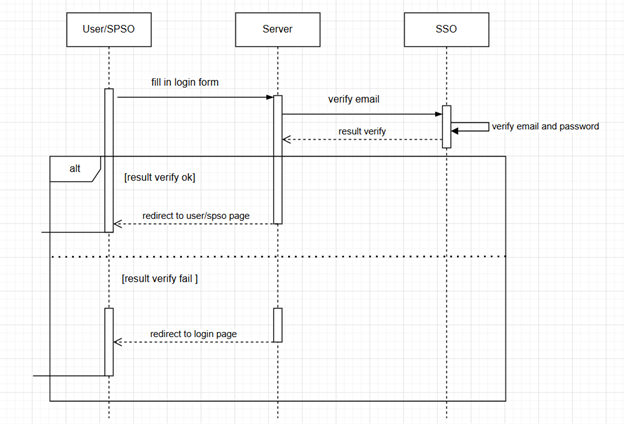 User/SPSO
Server
SSO
fill in login form
verify email
verify email and password
result verify
alt
[result verify ok]
redirect to user/spso page
[result verify fail ]
redirect to login page